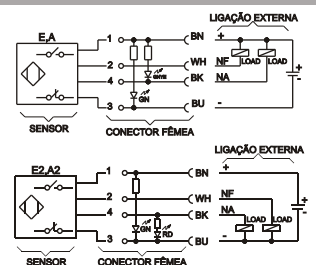 LIGAÇÃO EXTERNA
E,A
1 BN +
2 WH NF LOAD LOAD
4 GNYE BK NA + -
GN
3 BU -
SENSOR
CONECTOR FÊMEA
LIGAÇÃO EXTERNA
E2,A2
1 BN +
2 WH NF
4 BK NA LOAD LOAD + -
GN RD
3 BU -
SENSOR
CONECTOR FÊMEA